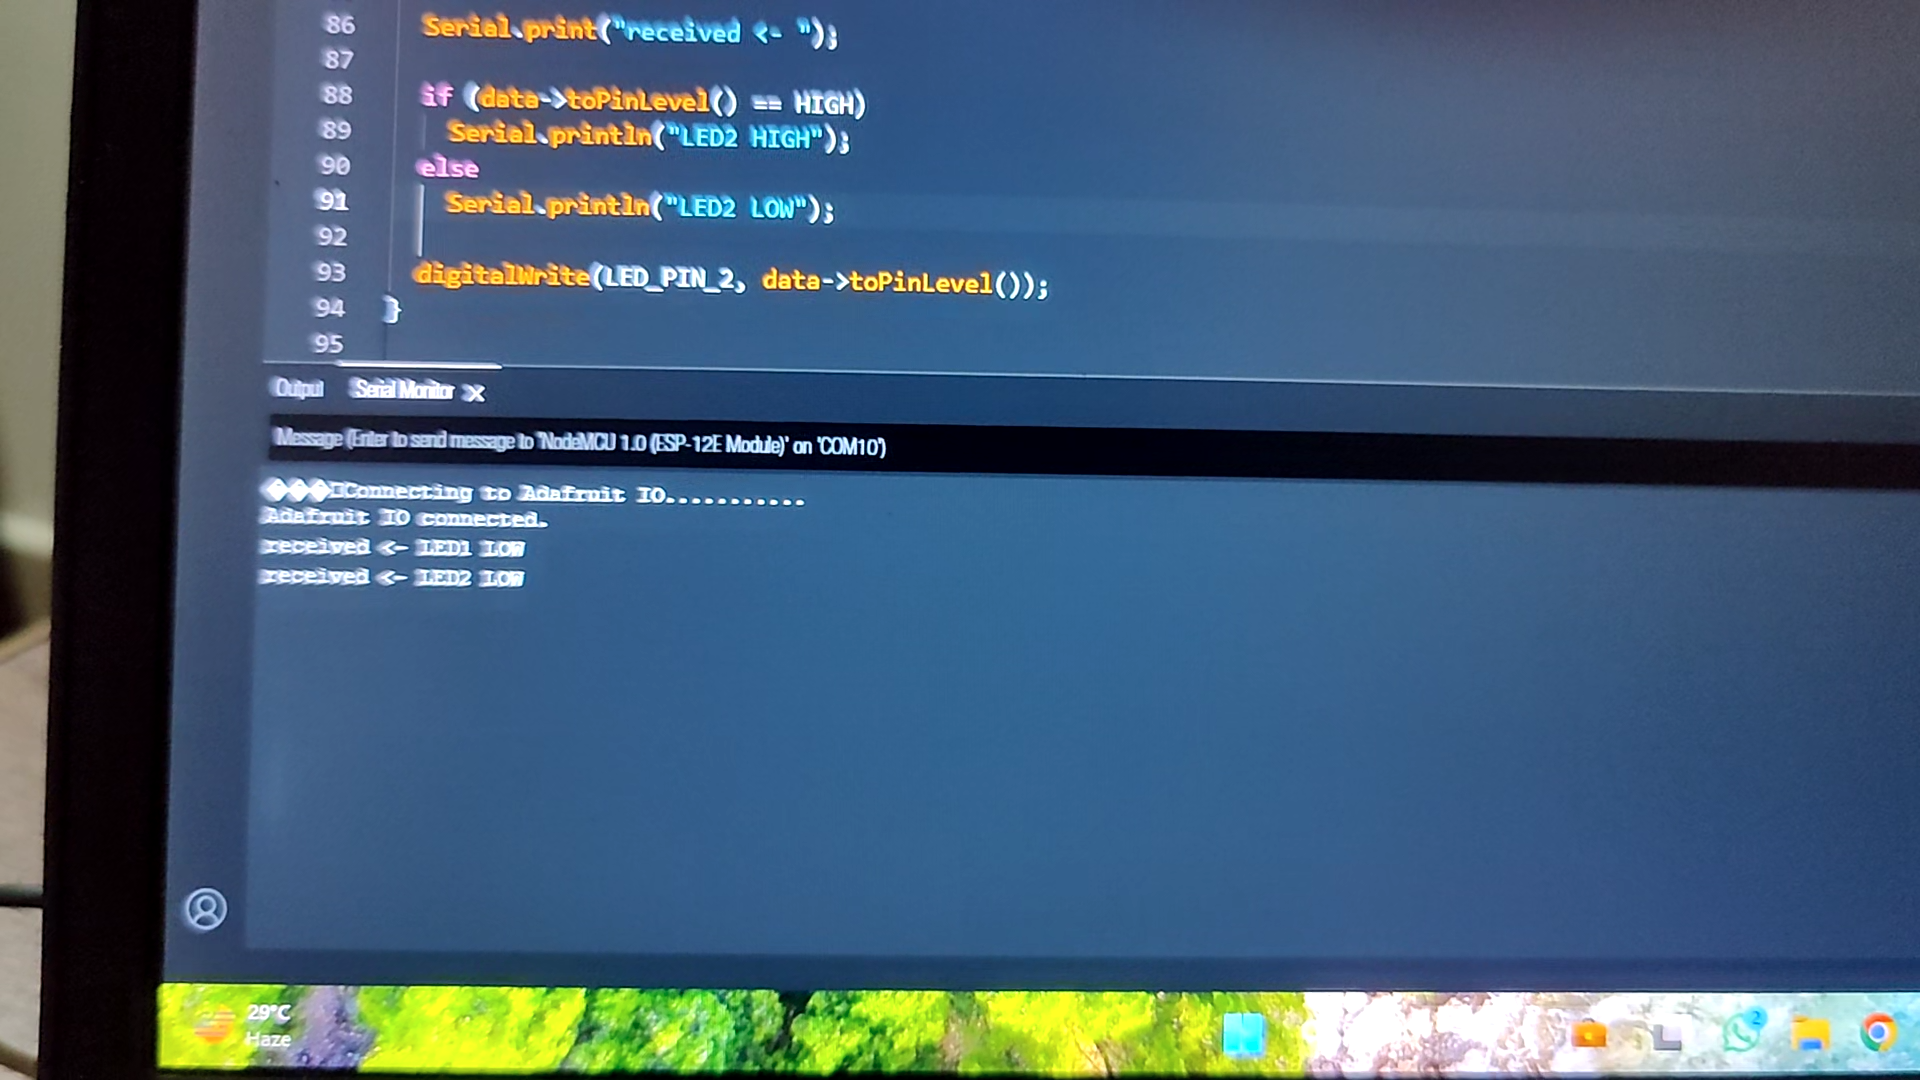 86 Serial.print("received <- ");
87
88 if (data->toPinLevel() == HIGH)
89 Serial.println("LED2 HIGH");
90 else
91 Serial.println("LED2 LOW");
92
93 digitalWrite(LED_PIN_2, data->toPinLevel());
94 }
95
Output Serial Monitor X
Message (Enter to send message to 'NodeMCU 1.0 (ESP-12E Module)' on 'COM10')
���Connecting to Adafruit IO...........
Adafruit IO connected.
received <- LED1 LOW
received <- LED2 LOW
29°C
Haze
2